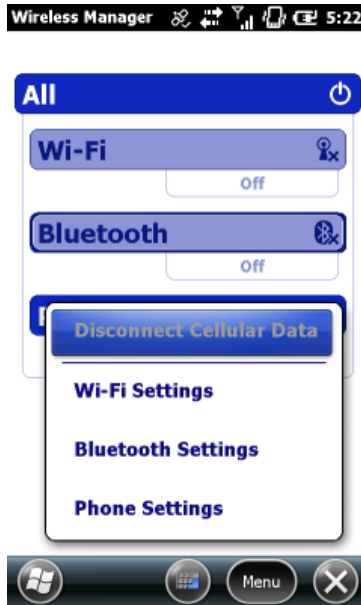 Wireless Manager 5:22
All
Wi-Fi
Off
Bluetooth
Off
Disconnect Cellular Data
Wi-Fi Settings
Bluetooth Settings
Phone Settings
Menu